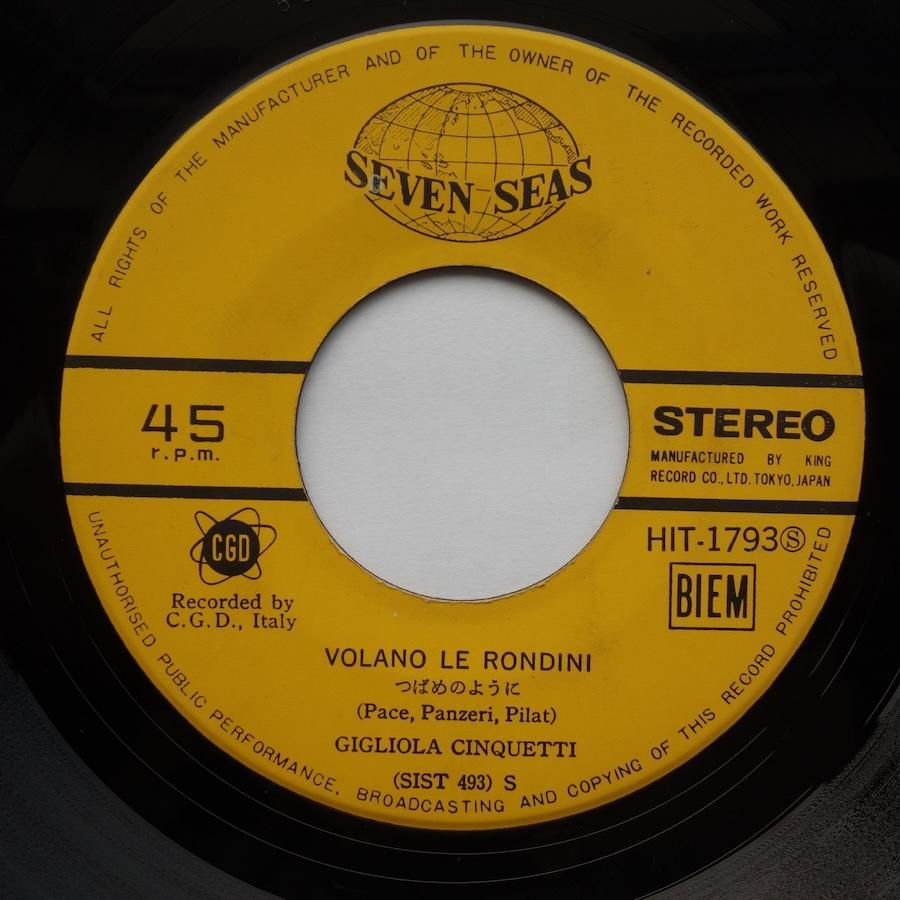 ALL RIGHTS OF THE MANUFACTURER AND OF THE OWNER OF THE RECORDED WORK RESERVED
SEVEN SEAS
45
r.p.m.
STEREO
MANUFACTURED BY KING
RECORD CO., LTD. TOKYO, JAPAN
HIT-1793Ⓢ
BIEM
CGD
Recorded by
C.G.D., Italy
VOLANO LE RONDINI
つばめのように
(Pace, Panzeri, Pilat)
GIGLIOLA CINQUETTI
(SIST 493) S
UNAUTHORISED PUBLIC PERFORMANCE, BROADCASTING AND COPYING OF THIS RECORD PROHIBITED